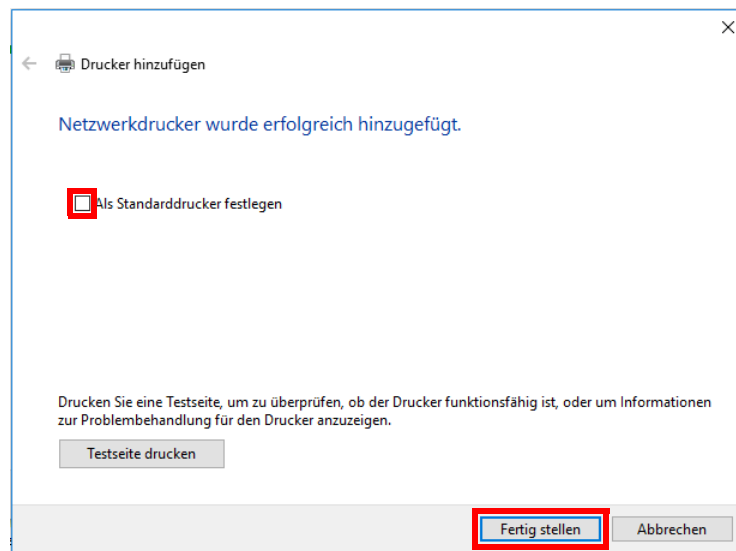 Drucker hinzufügen
Netzwerkdrucker wurde erfolgreich hinzugefügt.
Als Standarddrucker festlegen
Drucken Sie eine Testseite, um zu überprüfen, ob der Drucker funktionsfähig ist, oder um Informationen
zur Problembehandlung für den Drucker anzuzeigen.
Testseite drucken
Fertig stellen
Abbrechen